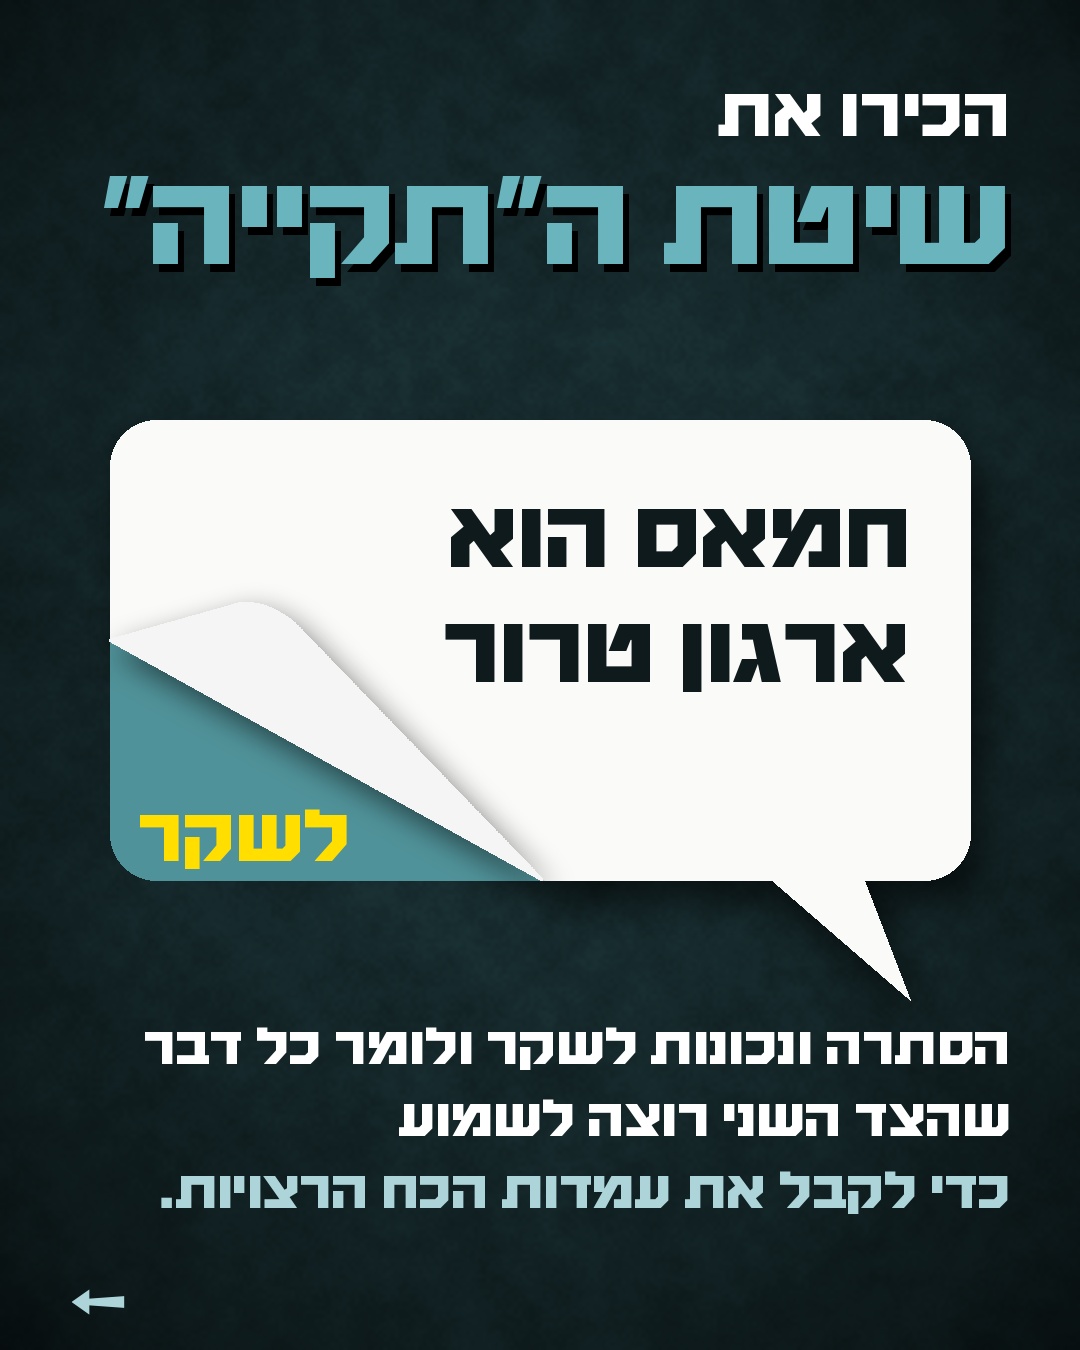 הכירו את
שיטת ה"תקייה"
חמאס הוא
ארגון טרור
לשקר
הסתרה ונכונות לשקר ולומר כל דבר
שהצד השני רוצה לשמוע
כדי לקבל את עמדות הכח הרצויות.